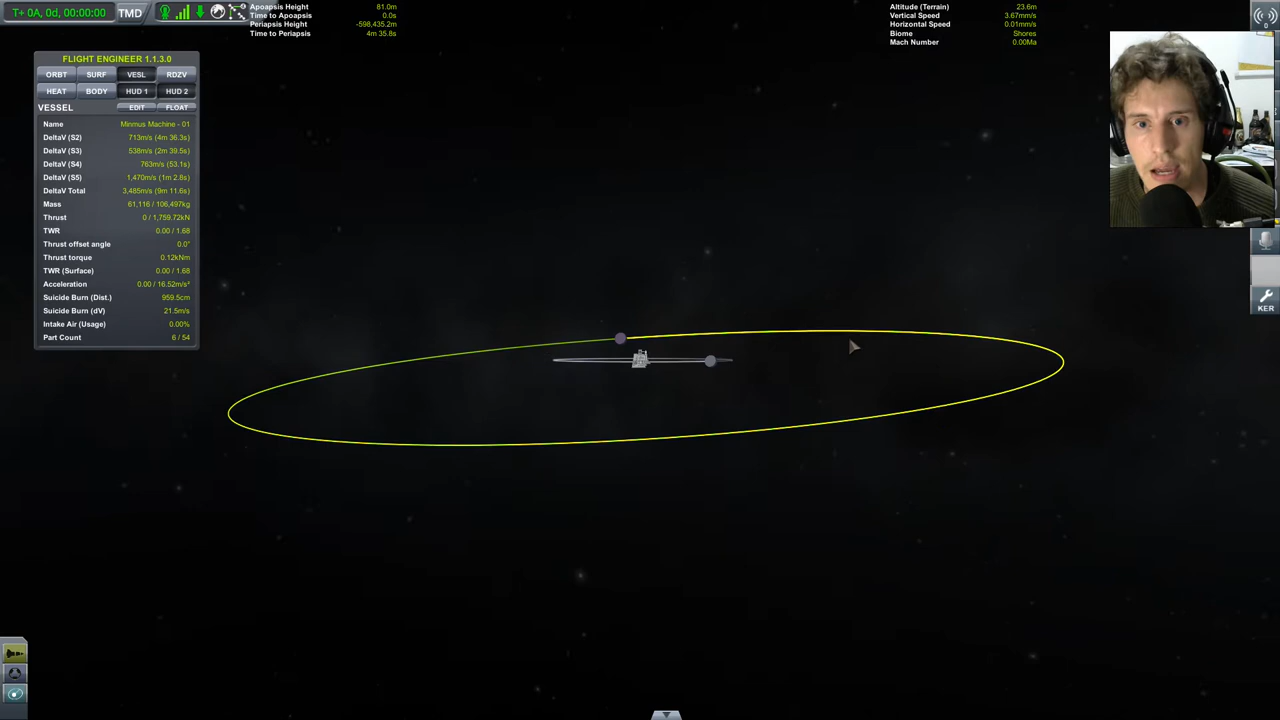 T+ 0A, 0d, 00:00:00 TMD
Apoapsis Height 81.0m
Time to Apoapsis 0.0s
Periapsis Height -598,435.2m
Time to Periapsis 4m 35.8s
Altitude (Terrain) 23.6m
Vertical Speed 3.67mm/s
Horizontal Speed 0.01mm/s
Biome Shores
Mach Number 0.00Ma
0
FLIGHT ENGINEER 1.1.3.0
ORBT SURF VESL RDZV
HEAT BODY HUD 1 HUD 2
VESSEL EDIT FLOAT
Name Minmus Machine - 01
DeltaV (S2) 713m/s (4m 36.3s)
DeltaV (S3) 538m/s (2m 39.5s)
DeltaV (S4) 763m/s (53.1s)
DeltaV (S5) 1,470m/s (1m 2.8s)
DeltaV Total 3,485m/s (9m 11.6s)
Mass 61,116 / 106,497kg
Thrust 0 / 1,759.72kN
TWR 0.00 / 1.68
Thrust offset angle 0.0°
Thrust torque 0.12kNm
TWR (Surface) 0.00 / 1.68
Acceleration 0.00 / 16.52m/s²
Suicide Burn (Dist.) 959.5cm
Suicide Burn (dV) 21.5m/s
Intake Air (Usage) 0.00%
Part Count 6 / 54
KER